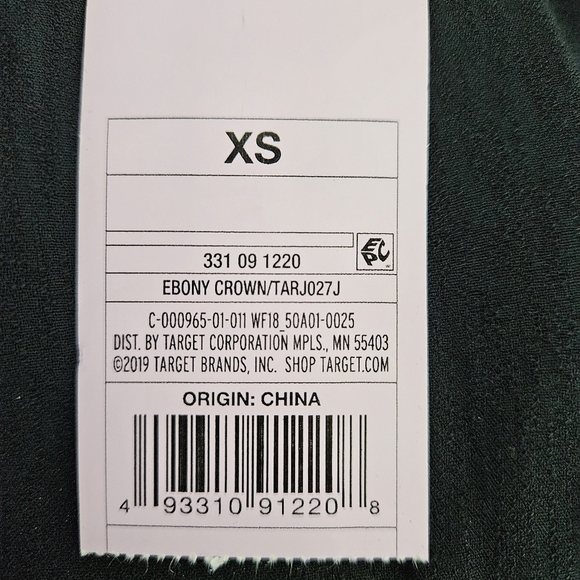 XS
EPC
331 09 1220
EBONY CROWN/TARJ027J
C-000965-01-011 WF18_50A01-0025
DIST. BY TARGET CORPORATION MPLS., MN 55403
©2019 TARGET BRANDS, INC. SHOP TARGET.COM
ORIGIN: CHINA
4 93310 91220 8